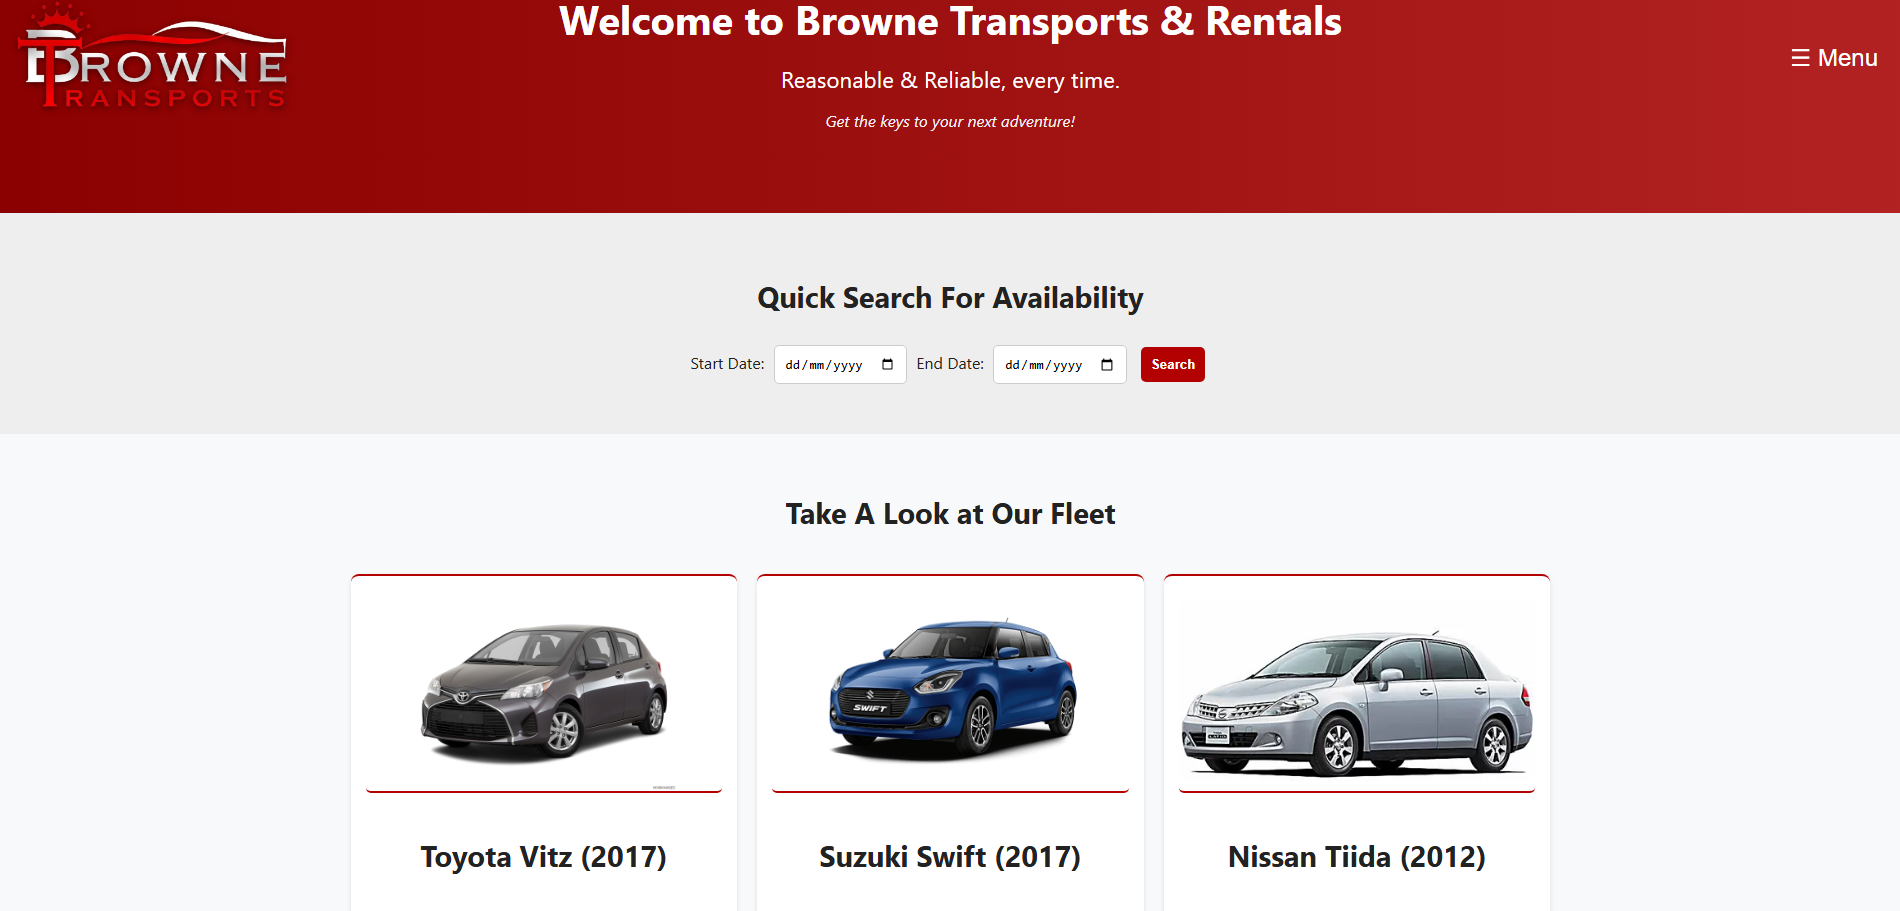 BROWNE
TRANSPORTS
Welcome to Browne Transports & Rentals
Reasonable & Reliable, every time.
Get the keys to your next adventure!
☰ Menu
Quick Search For Availability
Start Date: dd/mm/yyyy End Date: dd/mm/yyyy Search
Take A Look at Our Fleet
SWIFT
Toyota Vitz (2017)
Suzuki Swift (2017)
Nissan Tiida (2012)